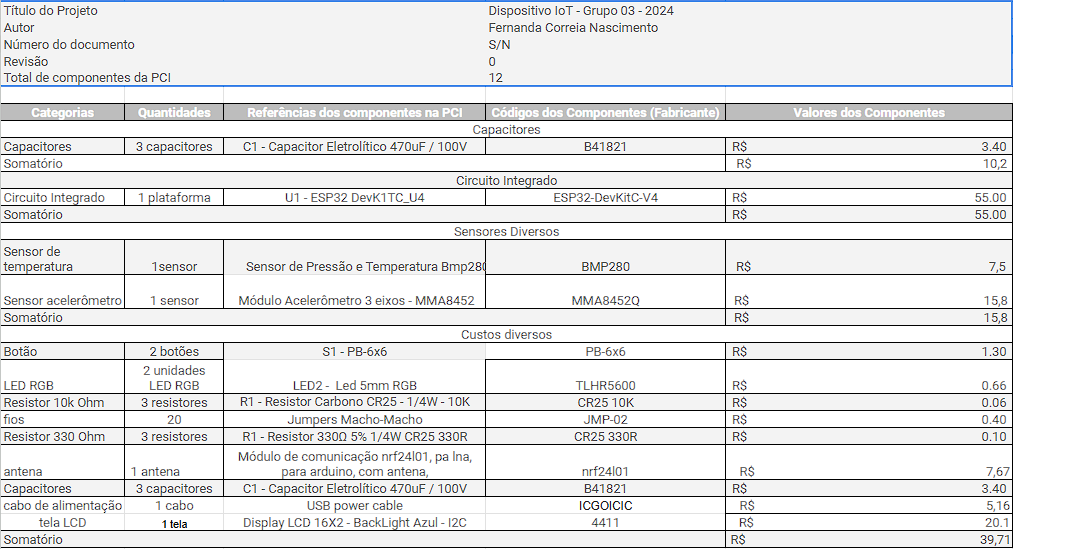 Título do Projeto Dispositivo IoT - Grupo 03 - 2024
Autor Fernanda Correia Nascimento
Número do documento S/N
Revisão 0
Total de componentes da PCI 12
Categorias Quantidades Referências dos componentes na PCI Códigos dos Componentes (Fabricante) Valores dos Componentes
Capacitores
Capacitores 3 capacitores C1 - Capacitor Eletrolítico 470uF / 100V B41821 R$ 3.40
Somatório R$ 10,2
Circuito Integrado
Circuito Integrado 1 plataforma U1 - ESP32 DevK1TC_U4 ESP32-DevKitC-V4 R$ 55.00
Somatório R$ 55.00
Sensores Diversos
Sensor de
temperatura 1sensor Sensor de Pressão e Temperatura Bmp280 BMP280 R$ 7,5
Sensor acelerômetro 1 sensor Módulo Acelerômetro 3 eixos - MMA8452 MMA8452Q R$ 15,8
Somatório R$ 15,8
Custos diversos
Botão 2 botões S1 - PB-6x6 PB-6x6 R$ 1.30
2 unidades
LED RGB LED RGB LED2 - Led 5mm RGB TLHR5600 R$ 0.66
Resistor 10k Ohm 3 resistores R1 - Resistor Carbono CR25 - 1/4W - 10K CR25 10K R$ 0.06
fios 20 Jumpers Macho-Macho JMP-02 R$ 0.40
Resistor 330 Ohm 3 resistores R1 - Resistor 330Ω 5% 1/4W CR25 330R CR25 330R R$ 0.10
Módulo de comunicação nrf24l01, pa lna,
antena 1 antena para arduino, com antena, nrf24l01 R$ 7,67
Capacitores 3 capacitores C1 - Capacitor Eletrolítico 470uF / 100V B41821 R$ 3.40
cabo de alimentação 1 cabo USB power cable ICGOICIC R$ 5,16
tela LCD 1 tela Display LCD 16X2 - BackLight Azul - I2C 4411 R$ 20.1
Somatório R$ 39,71